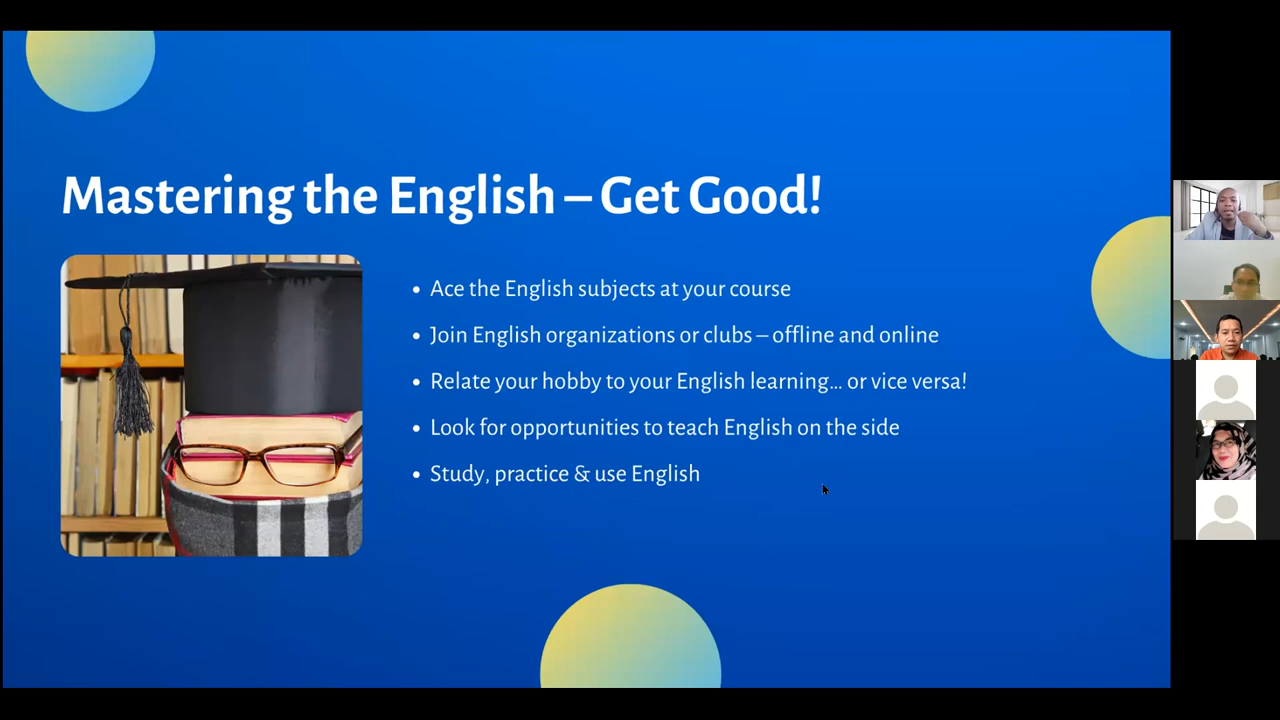 Mastering the English – Get Good!
• Ace the English subjects at your course
• Join English organizations or clubs – offline and online
• Relate your hobby to your English learning... or vice versa!
• Look for opportunities to teach English on the side
• Study, practice & use English